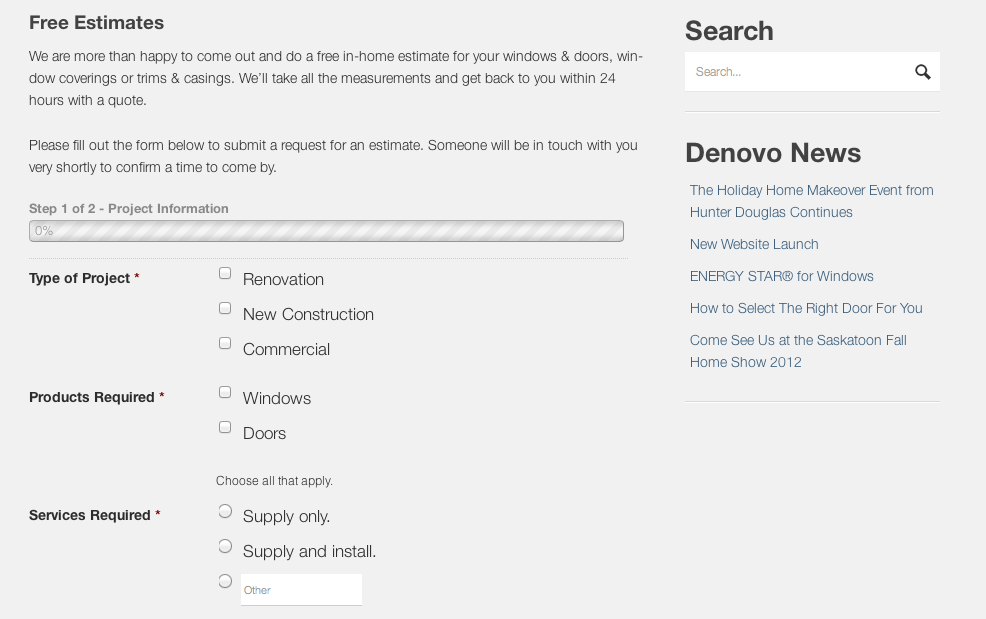 Free Estimates
We are more than happy to come out and do a free in-home estimate for your windows & doors, win-
dow coverings or trims & casings. We'll take all the measurements and get back to you within 24
hours with a quote.
Please fill out the form below to submit a request for an estimate. Someone will be in touch with you
very shortly to confirm a time to come by.
Step 1 of 2 - Project Information
0%
Type of Project *
Renovation
New Construction
Commercial
Products Required *
Windows
Doors
Choose all that apply.
Services Required *
Supply only.
Supply and install.
Other
Search
Search...
Denovo News
The Holiday Home Makeover Event from
Hunter Douglas Continues
New Website Launch
ENERGY STAR® for Windows
How to Select The Right Door For You
Come See Us at the Saskatoon Fall
Home Show 2012